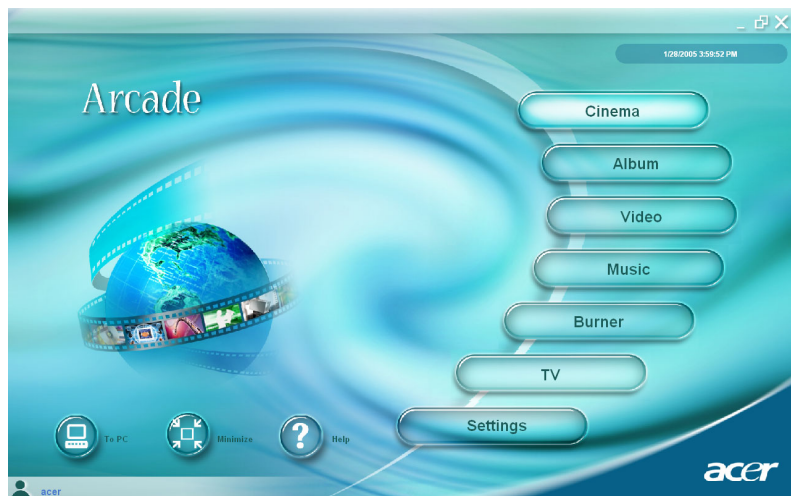 1/28/2005 3:59:52 PM
Arcade
Cinema
Album
Video
Music
Burner
TV
Settings
To PC
Minimize
? Help
acer
acer